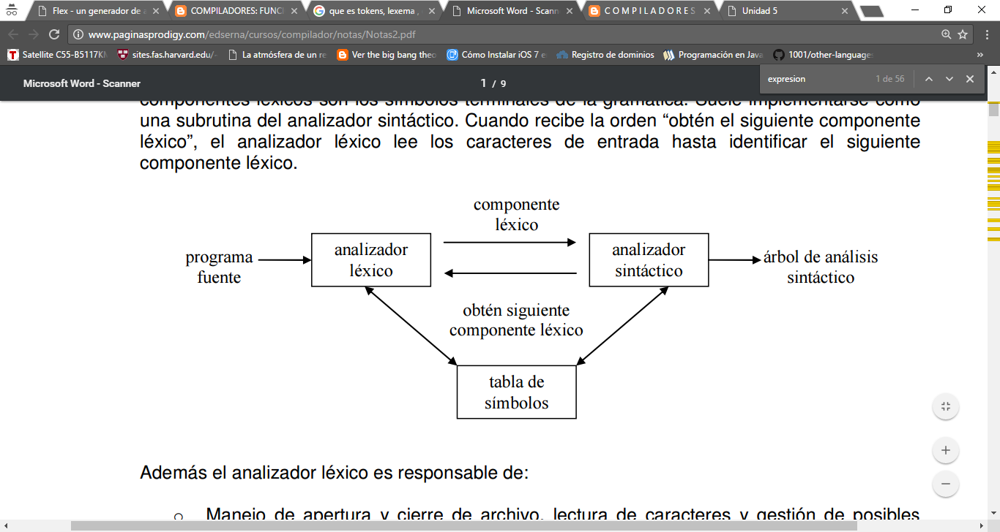 Flex - un generador de a
COMPILADORES: FUNCI
que es tokens, lexema ,
Microsoft Word - Scann
C O M P I L A D O R E S
Unidad 5
www.paginasprodigy.com/edserna/cursos/compilador/notas/Notas2.pdf
Satellite C55-B5117KM
sites.fas.harvard.edu/~
La atmósfera de un re
Ver the big bang theo
Cómo Instalar iOS 7 e
Registro de dominios
Programación en Java
1001/other-languages
»
Microsoft Word - Scanner
1 / 9
expresion
1 de 56
componentes léxicos son los símbolos terminales de la gramática. Suele implementarse como
una subrutina del analizador sintáctico. Cuando recibe la orden “obtén el siguiente componente
léxico”, el analizador léxico lee los caracteres de entrada hasta identificar el siguiente
componente léxico.
componente
léxico
programa
fuente
analizador
léxico
analizador
sintáctico
árbol de análisis
sintáctico
obtén siguiente
componente léxico
tabla de
símbolos
Además el analizador léxico es responsable de:
o Manejo de apertura y cierre de archivo, lectura de caracteres y gestión de posibles